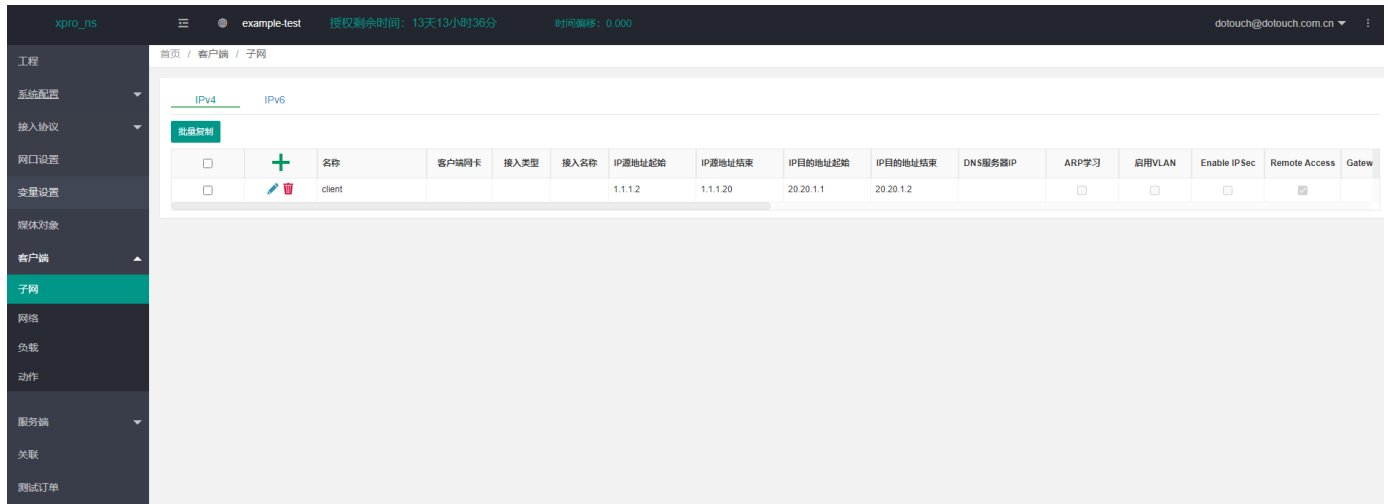 xpro_ns example-test 授权剩余时间：13天13小时36分 时间偏移：0.000 dotouch@dotouch.com.cn
首页 / 客户端 / 子网
工程
系统配置
接入协议
网口设置
变量设置
媒体对象
客户端
子网
网络
负载
动作
服务端
关联
测试订单
IPv4 IPv6
批量复制
名称 客户端网卡 接入类型 接入名称 IP源地址起始 IP源地址结束 IP目的地址起始 IP目的地址结束 DNS服务器IP ARP学习 启用VLAN Enable IPSec Remote Access Gatew
client 1.1.1.2 1.1.1.20 20.20.1.1 20.20.1.2